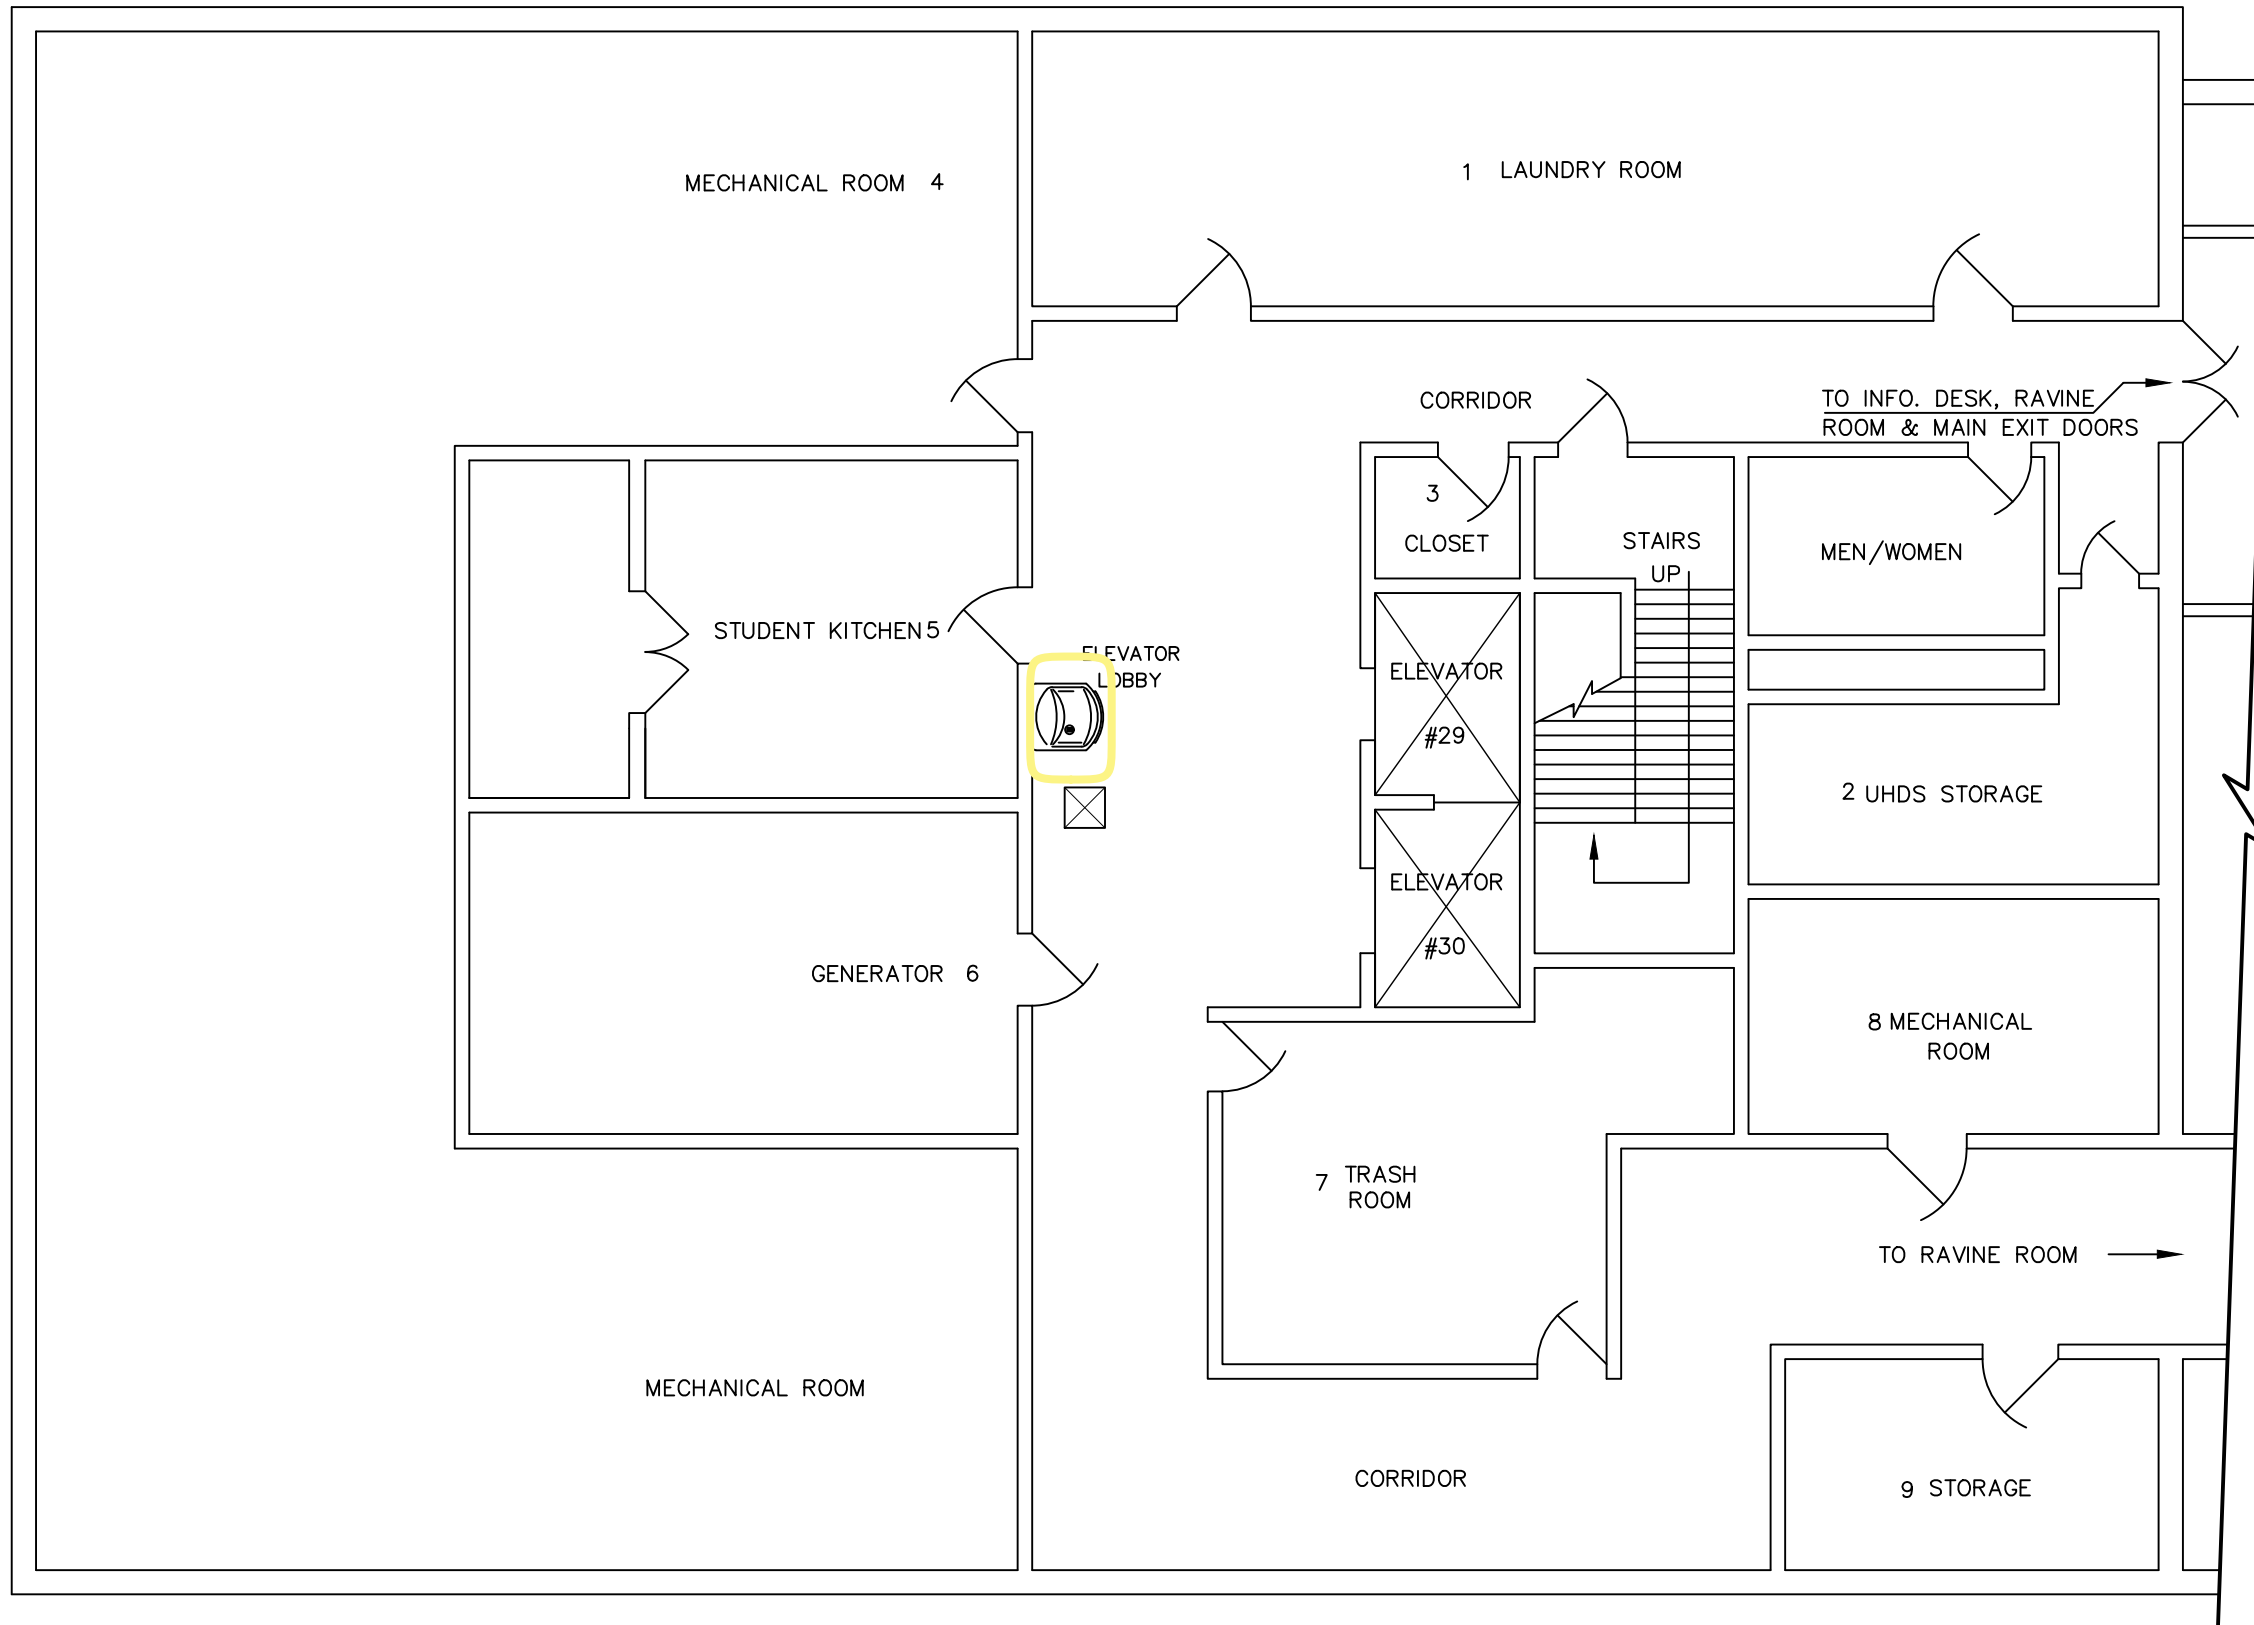 MECHANICAL ROOM 4
1 LAUNDRY ROOM
CORRIDOR
TO INFO. DESK, RAVINE
ROOM & MAIN EXIT DOORS
3
CLOSET
STAIRS
UP
MEN/WOMEN
STUDENT KITCHEN 5
ELEVATOR
LOBBY
ELEVATOR
#29
2 UHDS STORAGE
ELEVATOR
#30
GENERATOR 6
8 MECHANICAL
ROOM
7 TRASH
ROOM
TO RAVINE ROOM
MECHANICAL ROOM
CORRIDOR
9 STORAGE